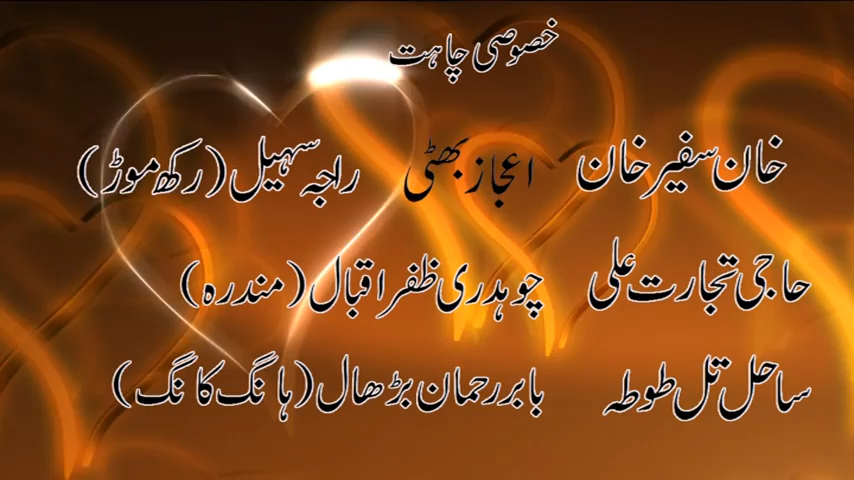 خصوصی چاہت
خان سفیر خان اعجاز بھٹی راجہ سہیل (رکھ موڑ)
حاجی تجارت علی چوہدری ظفر اقبال (مندرہ)
ساحل تل طوطہ بابر رحمان بڑھال (ہانگ کانگ)